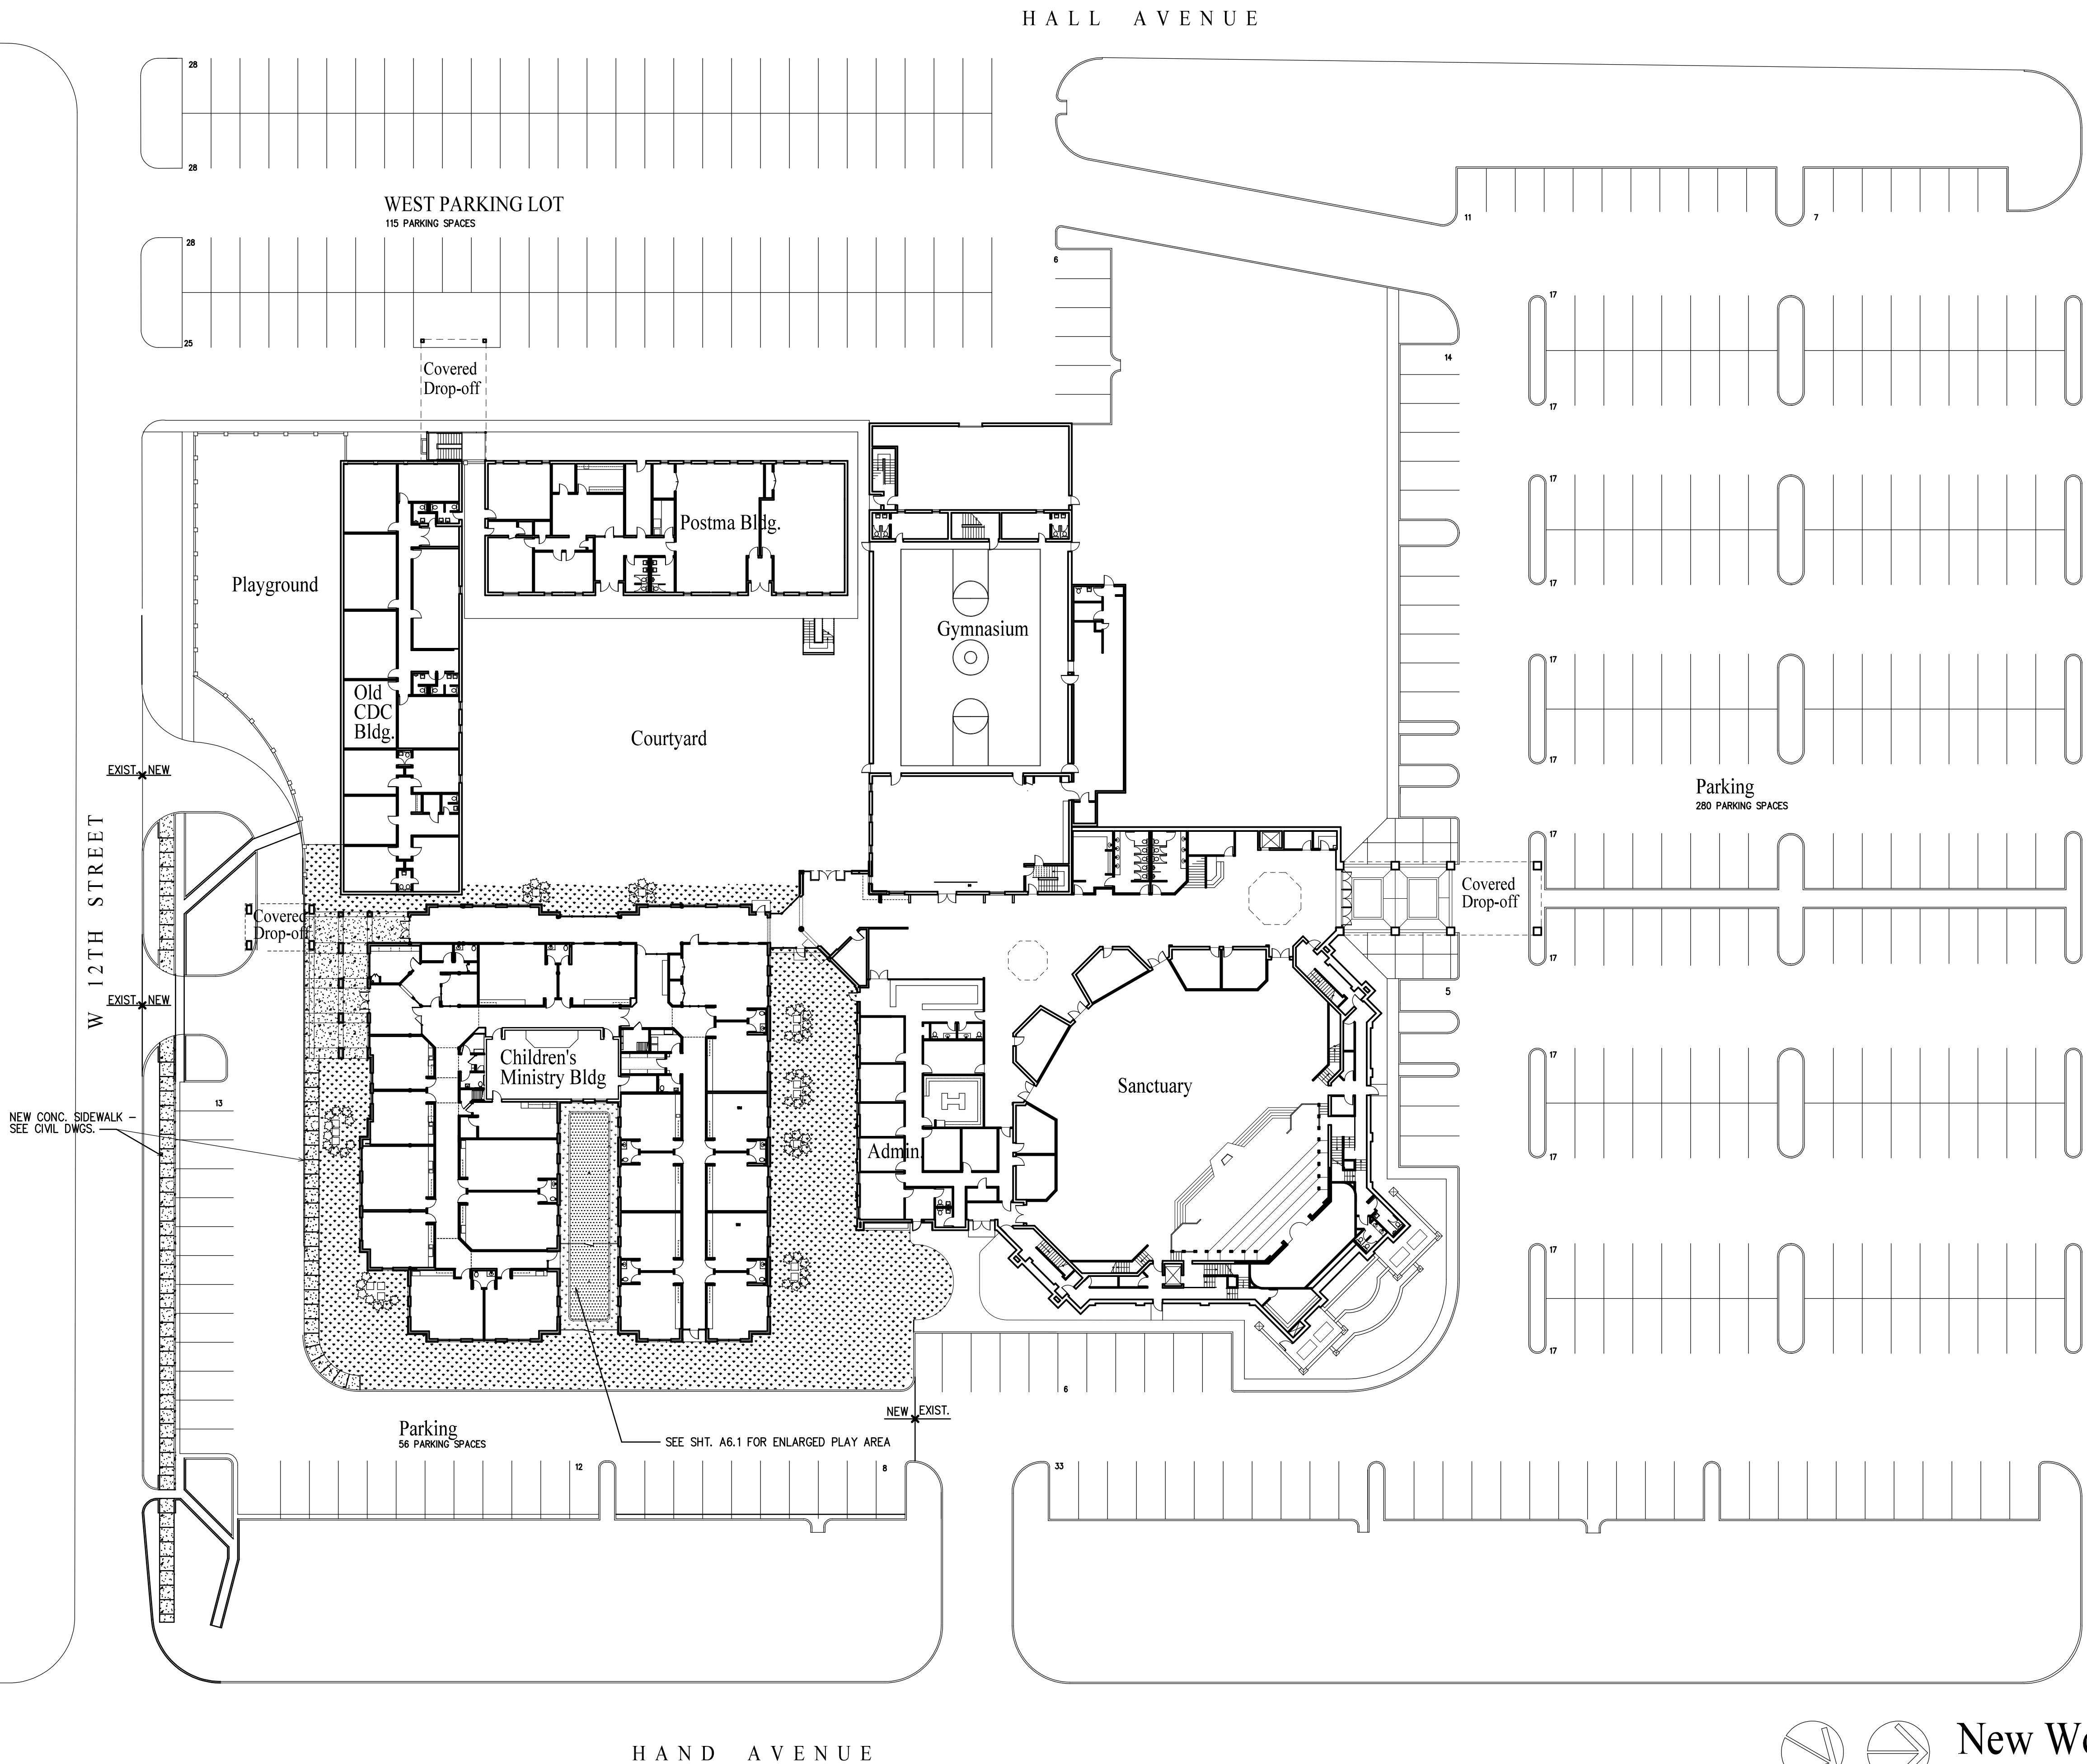 HALL AVENUE
28
28
WEST PARKING LOT
115 PARKING SPACES
11
7
28
6
17
25
14
Covered
Drop-off
17
17
Postma Bldg.
Playground
17
Gymnasium
17
Old
CDC
Bldg.
Courtyard
17
EXIST. NEW
Parking
280 PARKING SPACES
W 12TH STREET
17
Covered
Drop-off
Covered
Drop-off
17
EXIST. NEW
5
Children's
Ministry Bldg
17
Sanctuary
13
NEW CONC. SIDEWALK –
SEE CIVIL DWGS.
Admin.
17
17
17
6
NEW EXIST.
Parking
56 PARKING SPACES
SEE SHT. A6.1 FOR ENLARGED PLAY AREA
12
8
33
HAND AVENUE
New